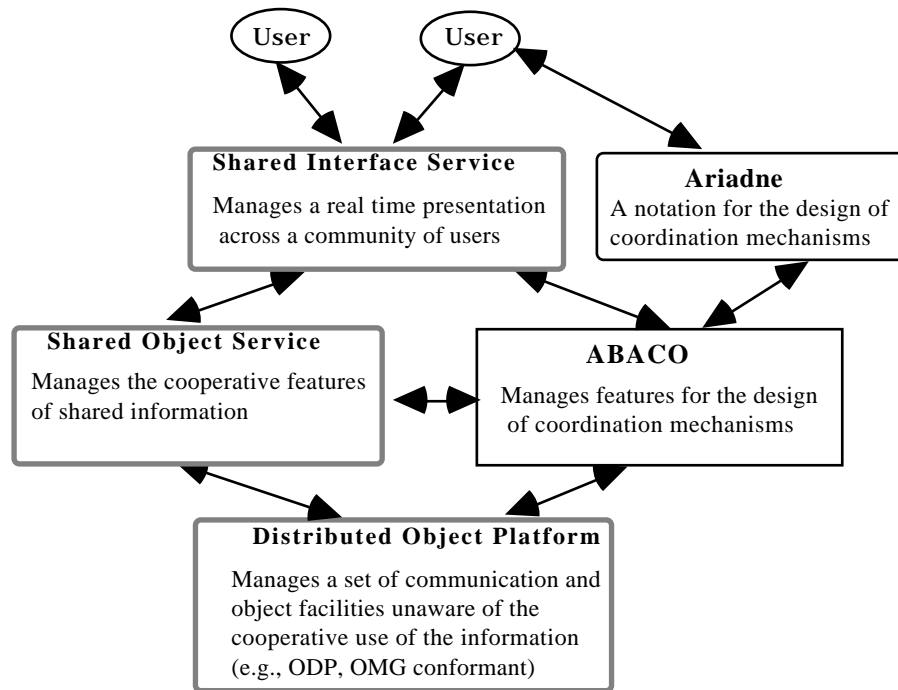 User
User
Shared Interface Service
Manages a real time presentation
across a community of users
Ariadne
A notation for the design of
coordination mechanisms
Shared Object Service
Manages the cooperative features
of shared information
ABACO
Manages features for the design
of coordination mechanisms
Distributed Object Platform
Manages a set of communication and
object facilities unaware of the
cooperative use of the information
(e.g., ODP, OMG conformant)